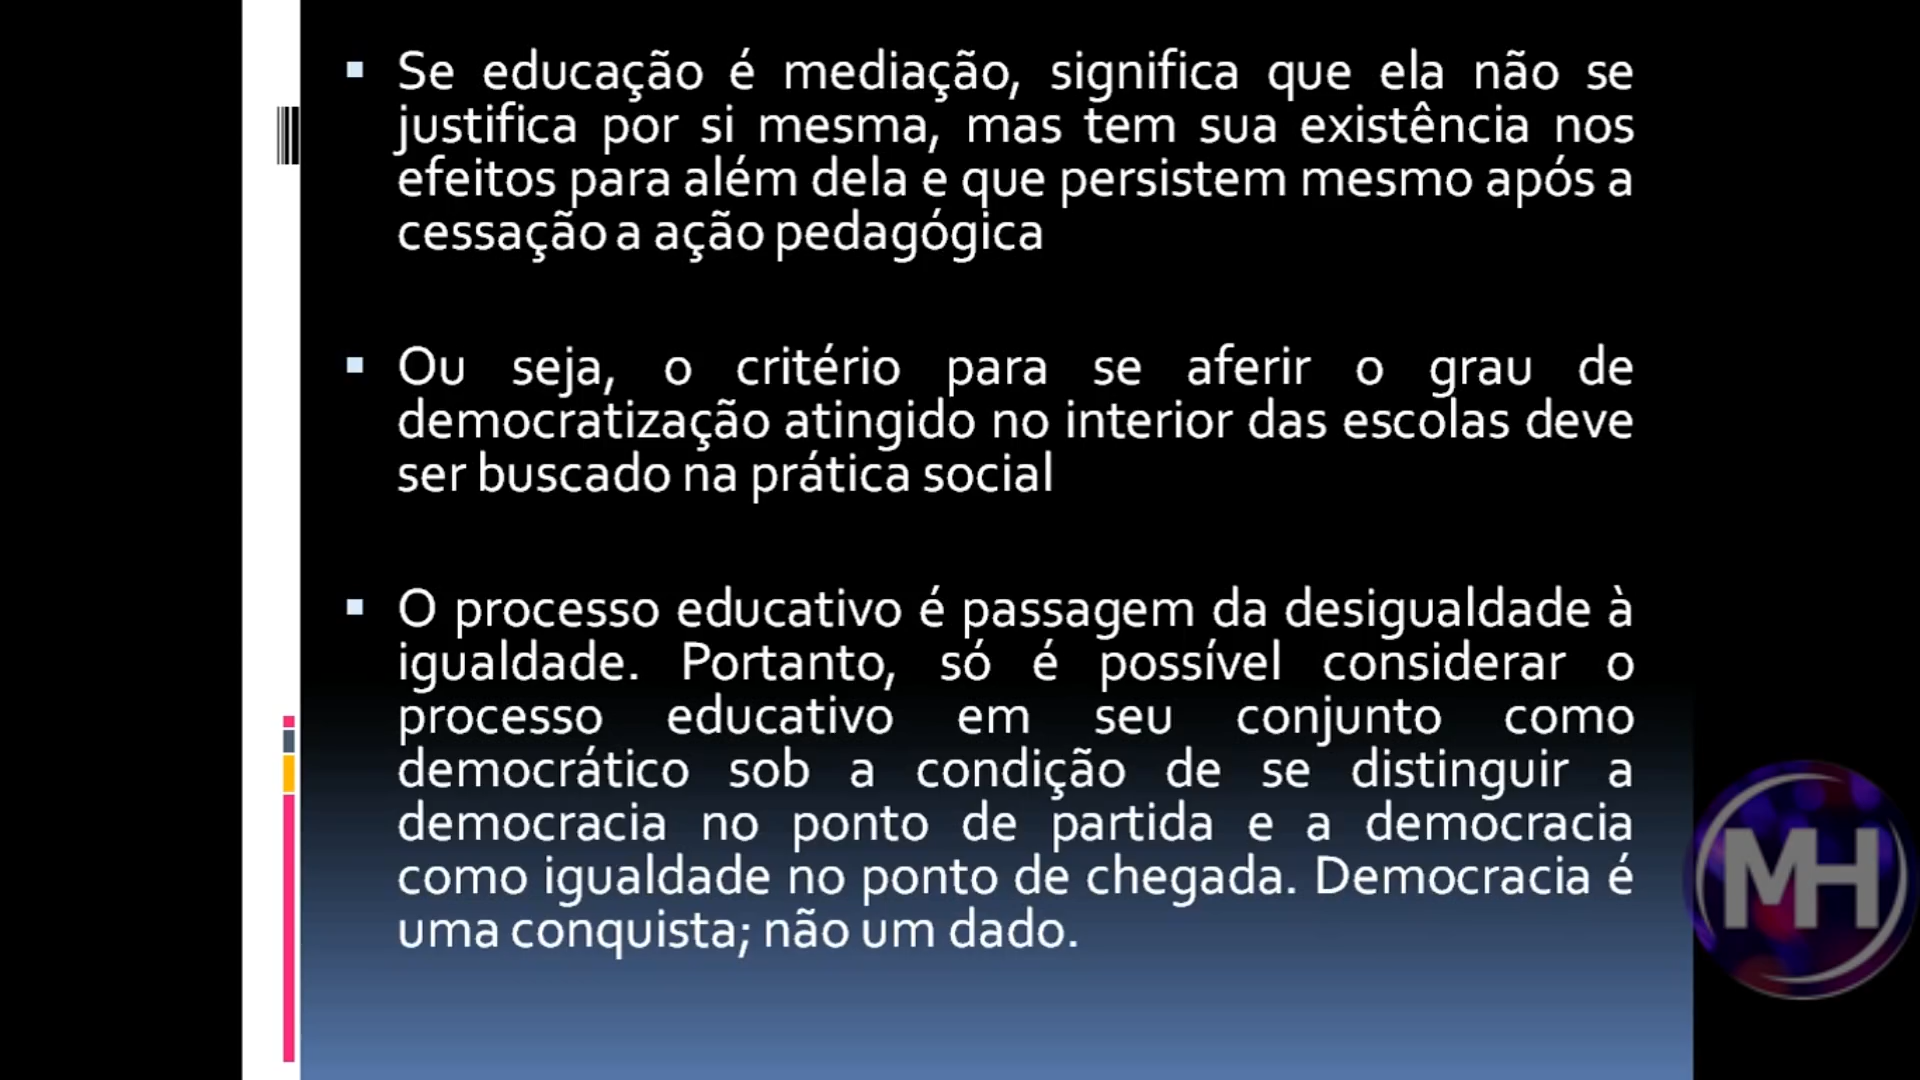 Se educação é mediação, significa que ela não se
justifica por si mesma, mas tem sua existência nos
efeitos para além dela e que persistem mesmo após a
cessação a ação pedagógica
Ou seja, o critério para se aferir o grau de
democratização atingido no interior das escolas deve
ser buscado na prática social
O processo educativo é passagem da desigualdade à
igualdade. Portanto, só é possível considerar o
processo educativo em seu conjunto como
democrático sob a condição de se distinguir a
democracia no ponto de partida e a democracia
como igualdade no ponto de chegada. Democracia é
uma conquista; não um dado.
MH